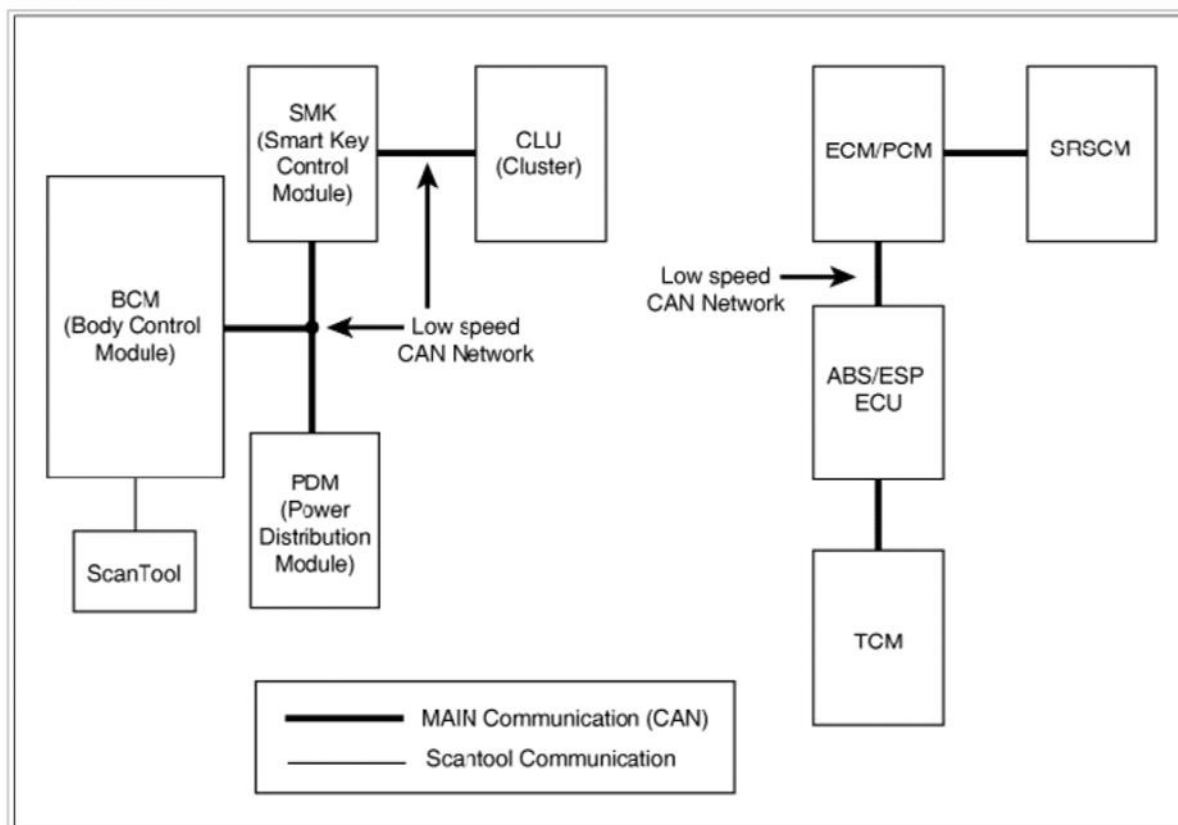 SMK
(Smart Key
Control
Module)
CLU
(Cluster)
ECM/PCM
SRSCM
BCM
(Body Control
Module)
Low speed
CAN Network
Low speed
CAN Network
ABS/ESP
ECU
PDM
(Power
Distribution
Module)
ScanTool
TCM
MAIN Communication (CAN)
Scantool Communication